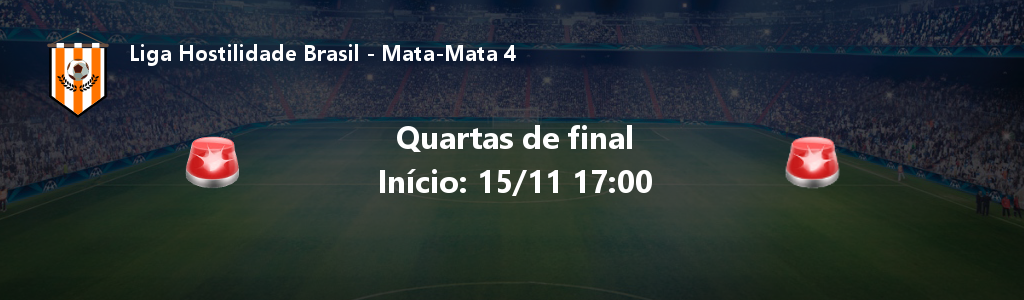 Liga Hostilidade Brasil - Mata-Mata 4
Quartas de final
Início: 15/11 17:00